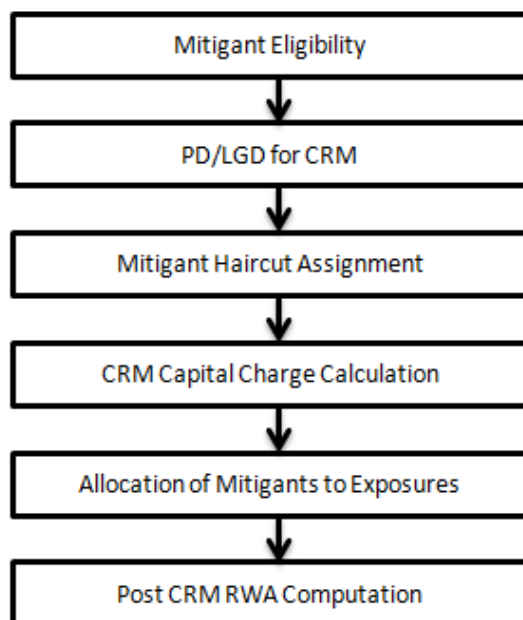 Mitigant Eligibility
PD/LGD for CRM
Mitigant Haircut Assignment
CRM Capital Charge Calculation
Allocation of Mitigants to Exposures
Post CRM RWA Computation